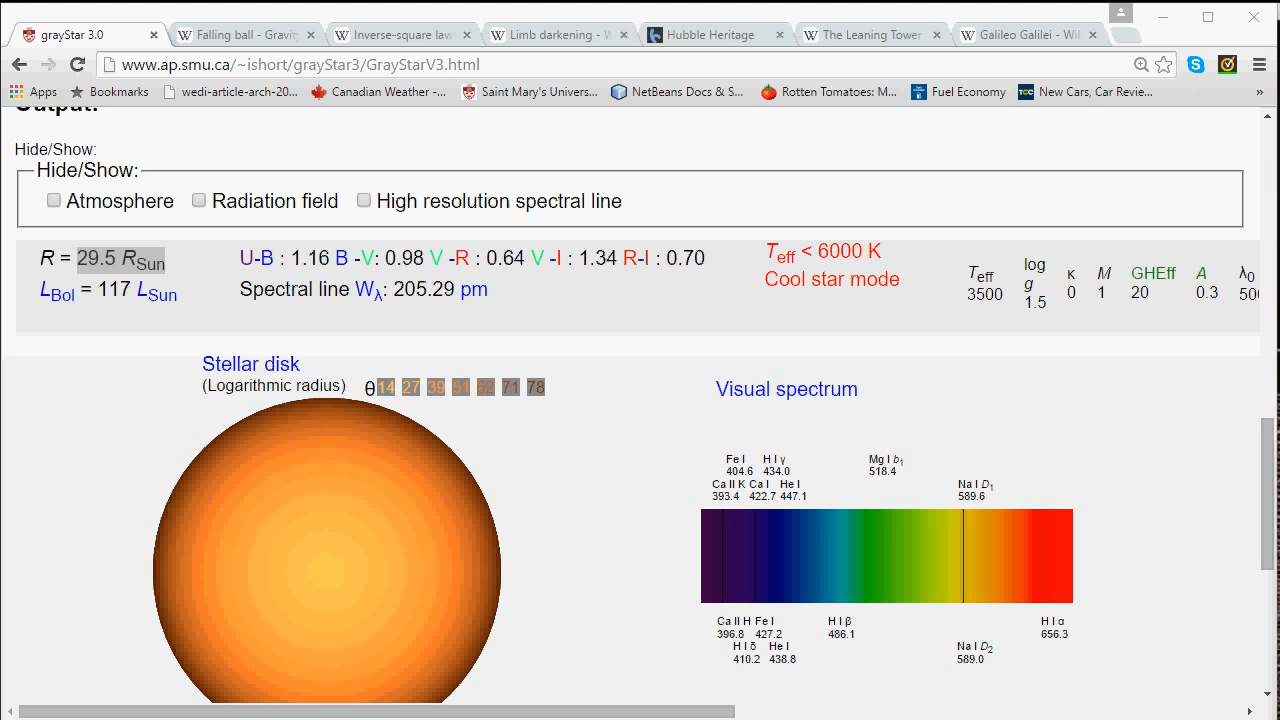 grayStar 3.0
Falling ball - Gravit
Inverse-square law
Limb darkening - W
Hubble Heritage
The Leaning Tower
Galileo Galilei - Wil
www.ap.smu.ca/~ishort/grayStar3/GrayStarV3.html
Apps
Bookmarks
wedi-article-arch-20...
Canadian Weather -...
Saint Mary's Univers...
NetBeans Docs & S...
Rotten Tomatoes: M...
Fuel Economy
TCC New Cars, Car Revie...
»
Output:
Hide/Show:
Hide/Show:
Atmosphere Radiation field High resolution spectral line
R = 29.5 RSun
LBol = 117 LSun
U-B : 1.16 B -V: 0.98 V -R : 0.64 V -I : 1.34 R-I : 0.70
Spectral line Wλ: 205.29 pm
Teff < 6000 K
Cool star mode
Teff log g κ M GHEff A λ0
3500 1.5 0 1 20 0.3 500
Stellar disk
(Logarithmic radius) θ 14 27 39 51 62 71 78
Visual spectrum
Fe I H I γ Mg I b1
404.6 434.0 518.4
Ca II K Ca I He I Na I D1
393.4 422.7 447.1 589.6
Ca II H Fe I H I β H I α
396.8 427.2 486.1 656.3
H I δ He I Na I D2
410.2 438.8 589.0